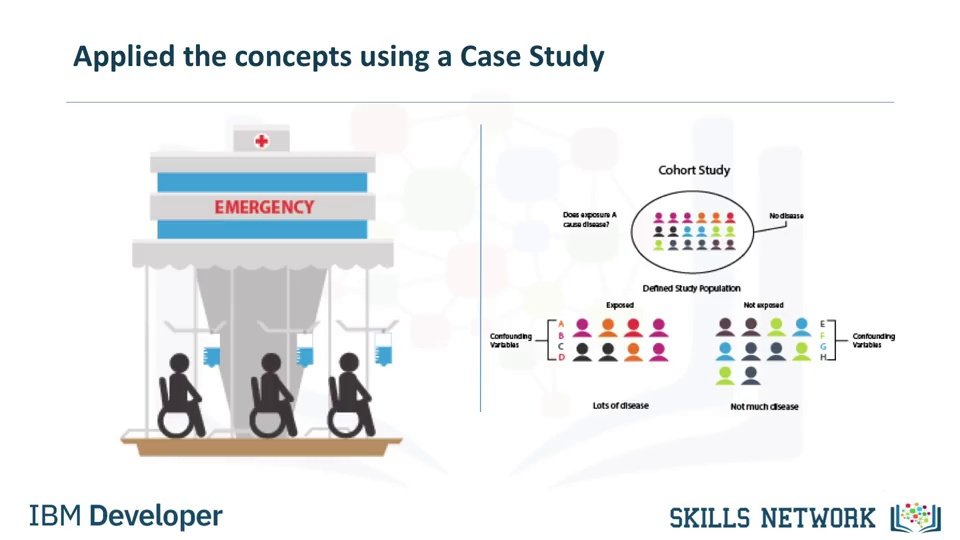 Applied the concepts using a Case Study
EMERGENCY
Cohort Study
Does exposure A
cause disease?
No disease
Defined Study Population
Exposed
Not exposed
Confounding
Variables
A
B
C
D
E
F
G
H
Confounding
Variables
Lots of disease
Not much disease
IBM Developer
SKILLS NETWORK